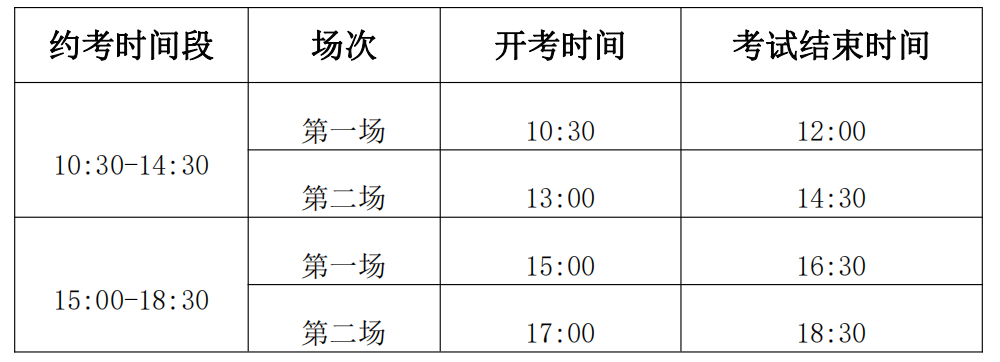 约考时间段 场次 开考时间 考试结束时间
10:30-14:30 第一场 10:30 12:00
第二场 13:00 14:30
15:00-18:30 第一场 15:00 16:30
第二场 17:00 18:30